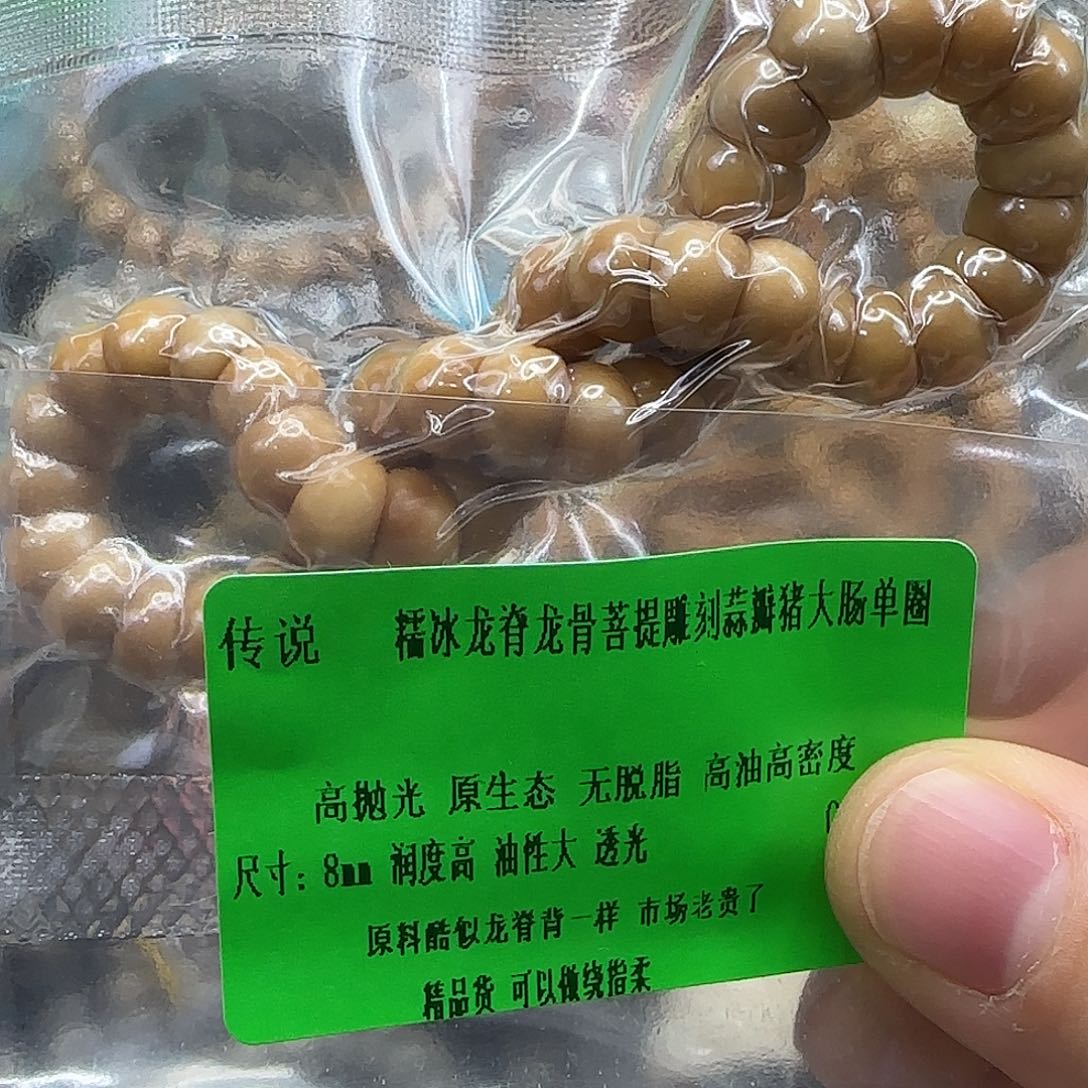 传说 糯冰龙脊龙骨菩提雕刻蒜瓣猪大肠单圈
高抛光 原生态 无脱脂 高油高密度
尺寸：8mm 润度高 油性大 透光
原料酷似龙脊背一样 市场老贵了
精品货 可以做绕指柔